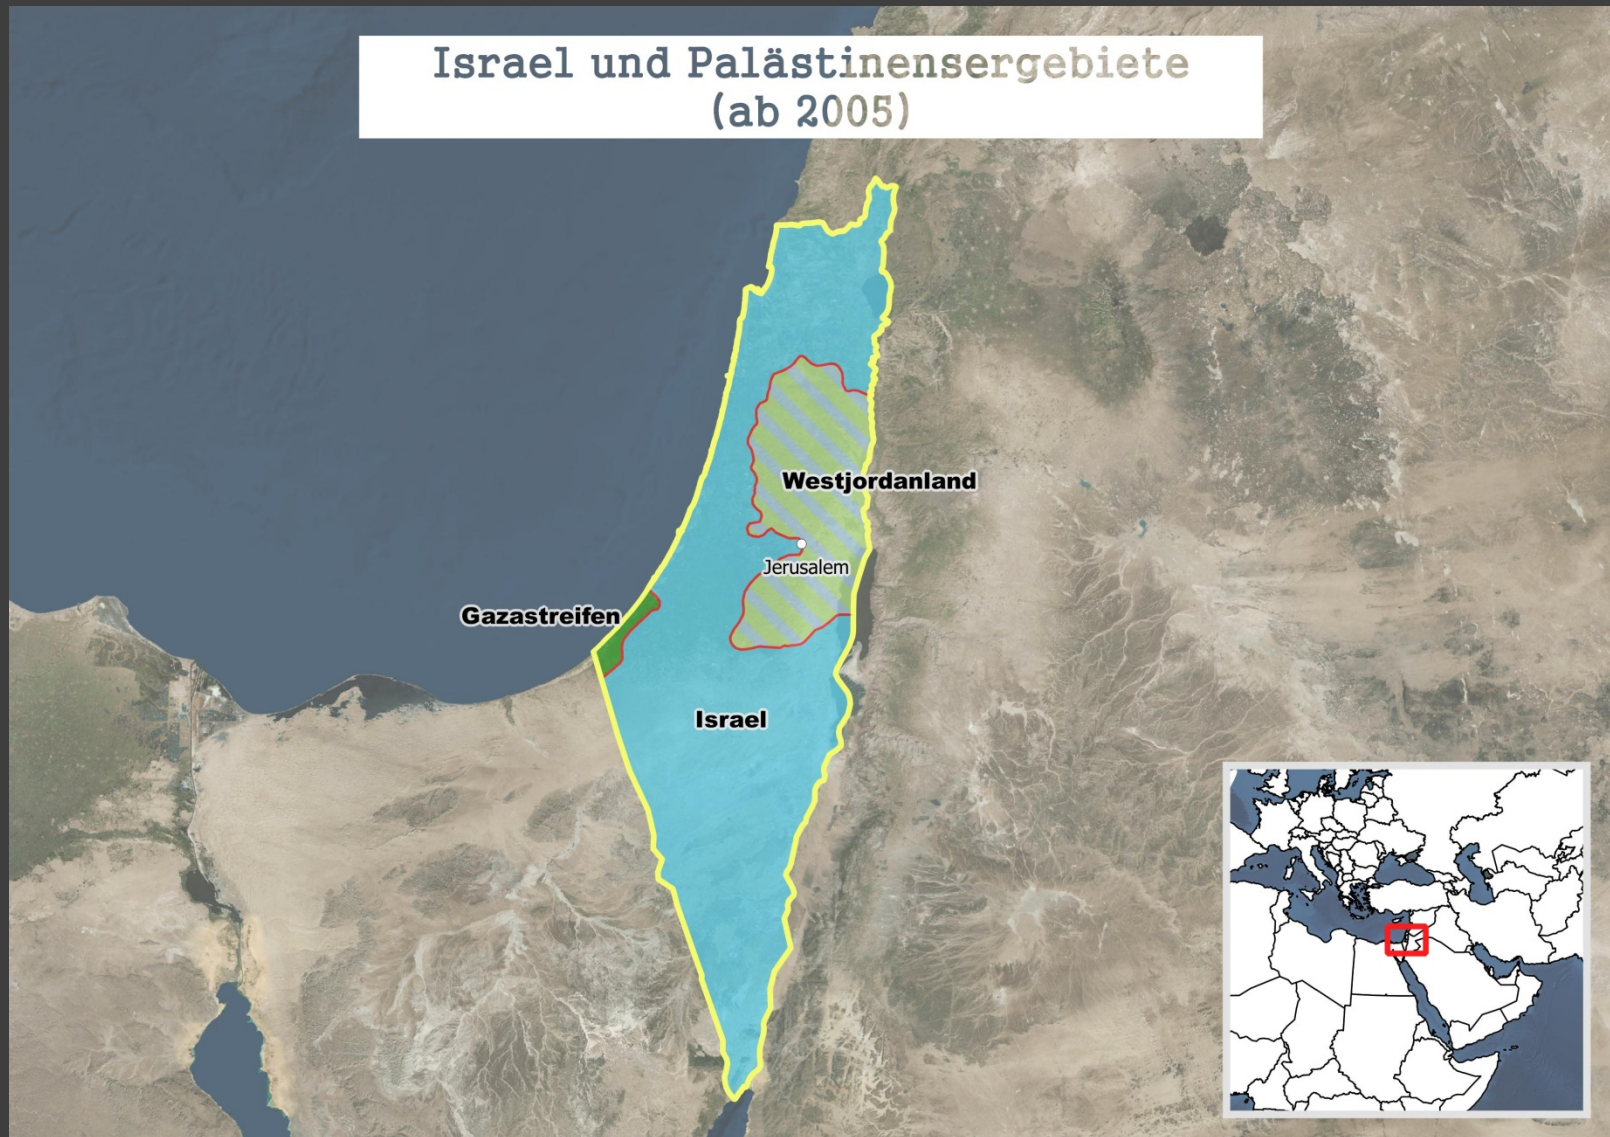 Israel und Palästinensergebiete
(ab 2005)
Westjordanland
Jerusalem
Gazastreifen
Israel